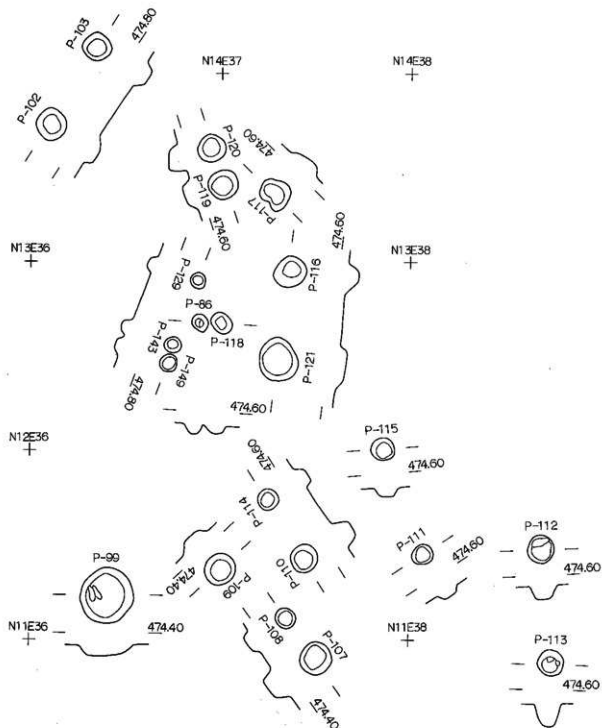 P-103
474.80
P-102
N14E37
N14E38
P-120
474.60
P-119
P-117
474.60
474.60
N13E36
N13E38
P-129
P-116
P-86
P-118
P-143
P-149
P-121
474.80
474.60
N12E36
P-115
474.60
474.60
P-114
P-99
P-111
474.60
P-112
474.60
P-110
P-109
474.40
P-108
N11E36
474.40
N11E38
P-107
P-113
474.60
474.40